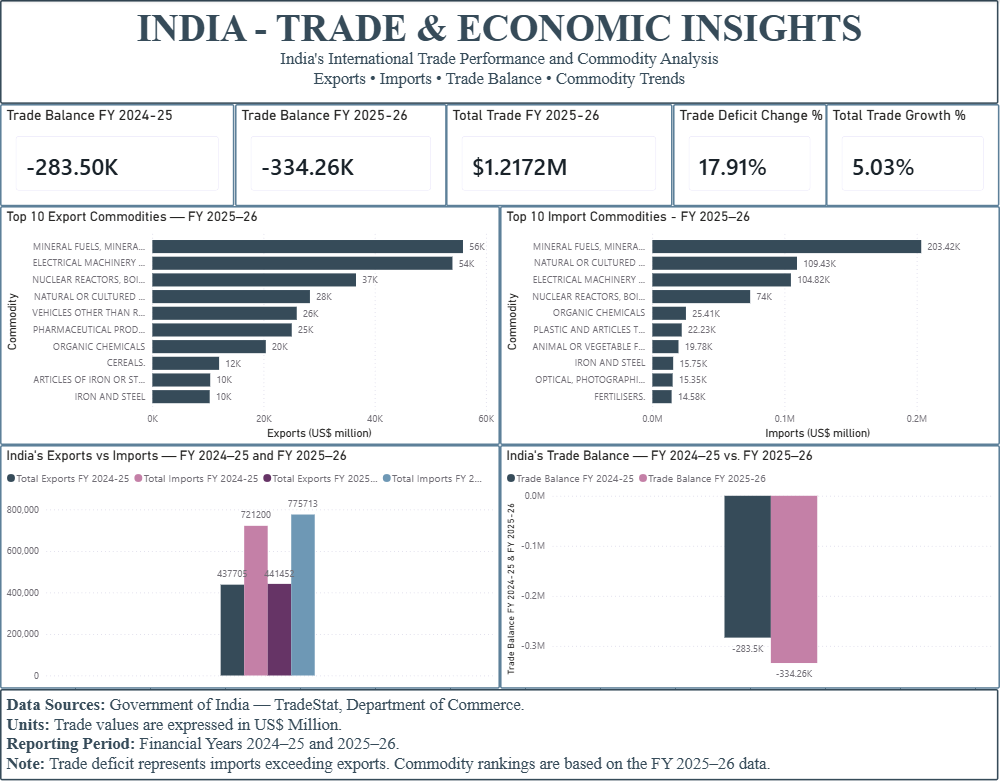 INDIA - TRADE & ECONOMIC INSIGHTS
India's International Trade Performance and Commodity Analysis
Exports • Imports • Trade Balance • Commodity Trends
Trade Balance FY 2024-25
-283.50K
Trade Balance FY 2025-26
-334.26K
Total Trade FY 2025-26
$1.2172M
Trade Deficit Change %
17.91%
Total Trade Growth %
5.03%
Top 10 Export Commodities — FY 2025–26
Commodity
MINERAL FUELS, MINERA... 56K
ELECTRICAL MACHINERY ... 54K
NUCLEAR REACTORS, BOI... 37K
NATURAL OR CULTURED ... 28K
VEHICLES OTHER THAN R... 26K
PHARMACEUTICAL PROD... 25K
ORGANIC CHEMICALS 20K
CEREALS. 12K
ARTICLES OF IRON OR ST... 10K
IRON AND STEEL 10K
0K 20K 40K 60K
Exports (US$ million)
Top 10 Import Commodities - FY 2025–26
Commodity
MINERAL FUELS, MINERA... 203.42K
NATURAL OR CULTURED ... 109.43K
ELECTRICAL MACHINERY ... 104.82K
NUCLEAR REACTORS, BOI... 74K
ORGANIC CHEMICALS 25.41K
PLASTIC AND ARTICLES T... 22.23K
ANIMAL OR VEGETABLE F... 19.78K
IRON AND STEEL 15.75K
OPTICAL, PHOTOGRAPHI... 15.35K
FERTILISERS. 14.58K
0.0M 0.1M 0.2M
Imports (US$ million)
India's Exports vs Imports — FY 2024–25 and FY 2025–26
Total Exports FY 2024-25 Total Imports FY 2024-25 Total Exports FY 2025... Total Imports FY 2...
800,000
600,000
400,000
200,000
0
437705
721200
441452
775713
India's Trade Balance — FY 2024–25 vs. FY 2025–26
Trade Balance FY 2024-25 Trade Balance FY 2025-26
Trade Balance FY 2024-25 & FY 2025-26
0.0M
-0.1M
-0.2M
-0.3M
-283.5K
-334.26K
Data Sources: Government of India — TradeStat, Department of Commerce.
Units: Trade values are expressed in US$ Million.
Reporting Period: Financial Years 2024–25 and 2025–26.
Note: Trade deficit represents imports exceeding exports. Commodity rankings are based on the FY 2025–26 data.